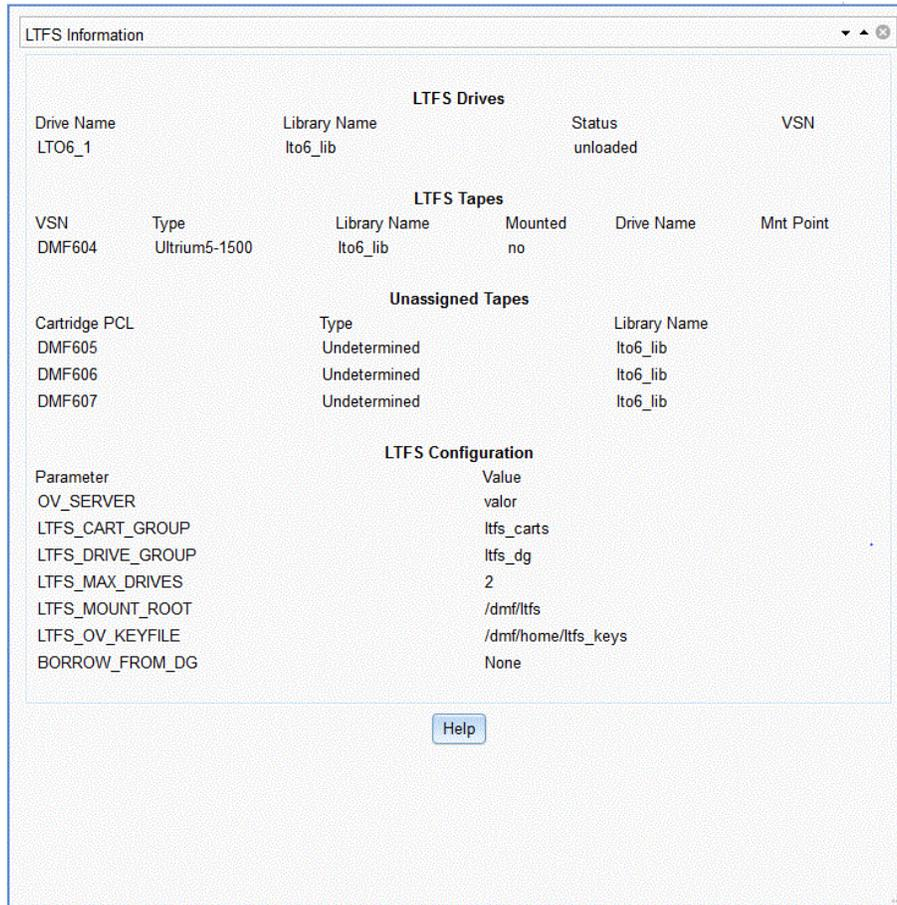 LTFS Information
LTFS Drives
Drive Name Library Name Status VSN
LTO6_1 lto6_lib unloaded
LTFS Tapes
VSN Type Library Name Mounted Drive Name Mnt Point
DMF604 Ultrium5-1500 lto6_lib no
Unassigned Tapes
Cartridge PCL Type Library Name
DMF605 Undetermined lto6_lib
DMF606 Undetermined lto6_lib
DMF607 Undetermined lto6_lib
LTFS Configuration
Parameter Value
OV_SERVER valor
LTFS_CART_GROUP ltfs_carts
LTFS_DRIVE_GROUP ltfs_dg
LTFS_MAX_DRIVES 2
LTFS_MOUNT_ROOT /dmf/ltfs
LTFS_OV_KEYFILE /dmf/home/ltfs_keys
BORROW_FROM_DG None
Help